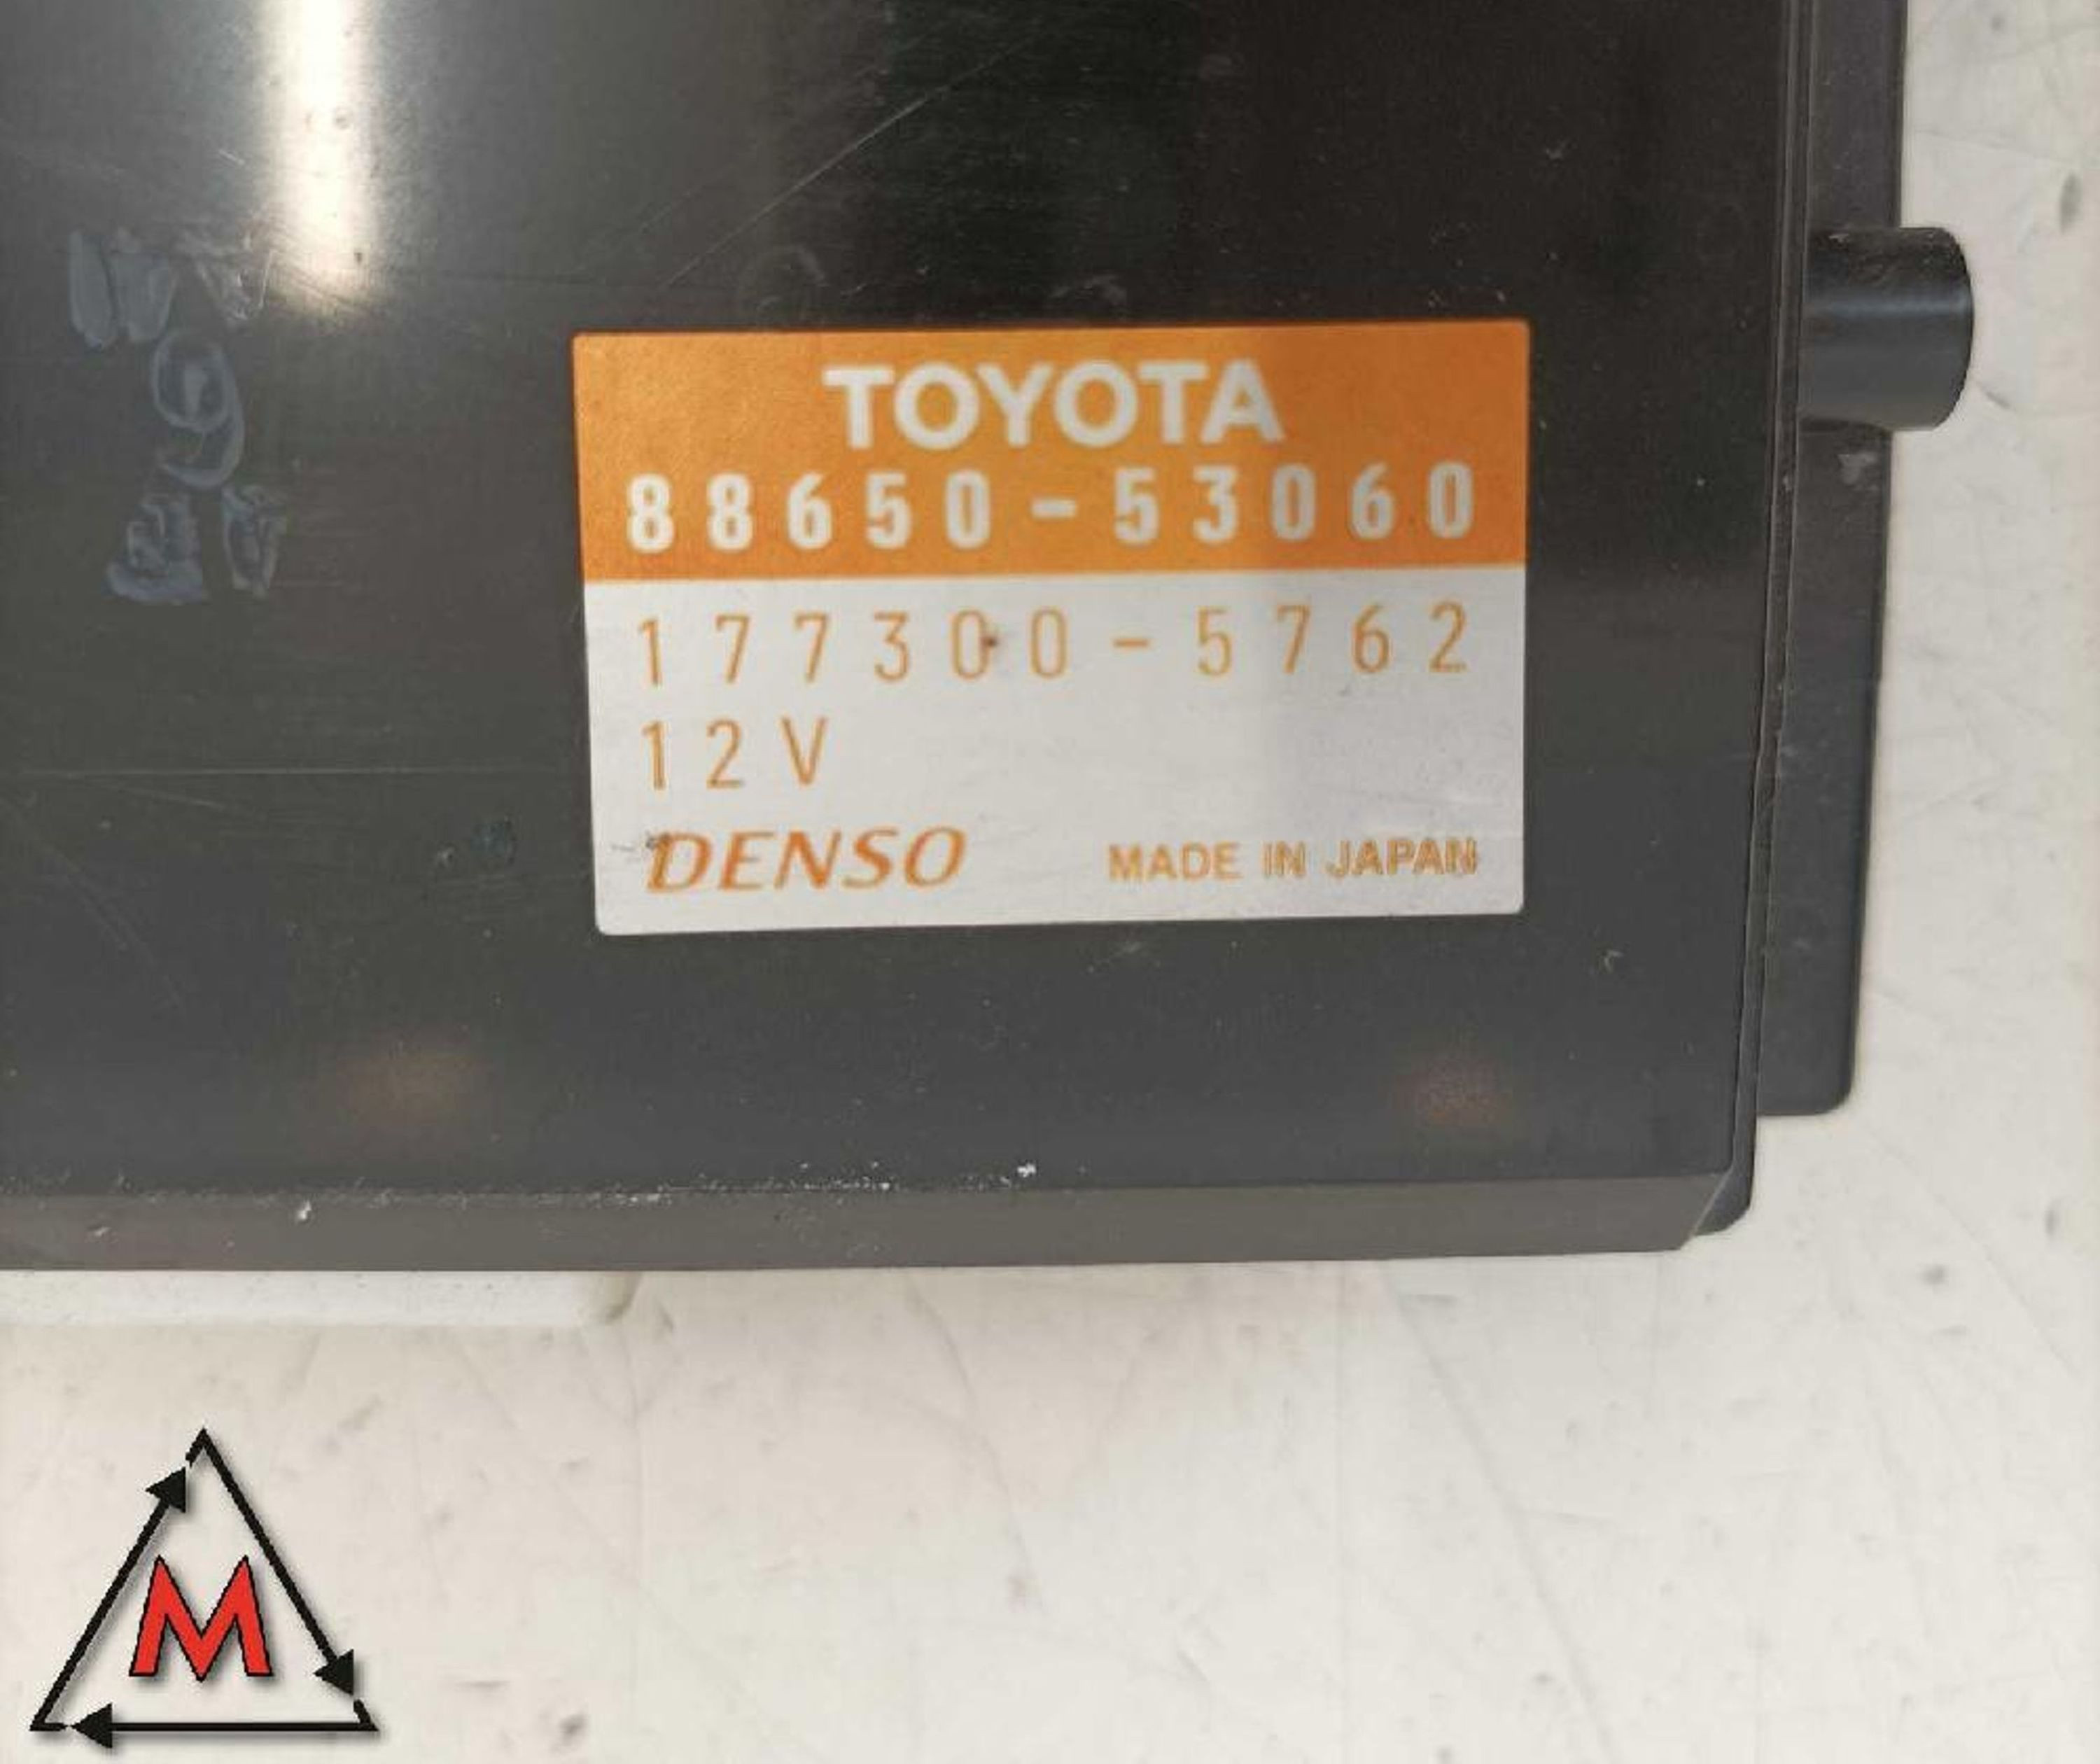 TOYOTA
88650-53060
177300-5762
12V
DENSO MADE IN JAPAN
M